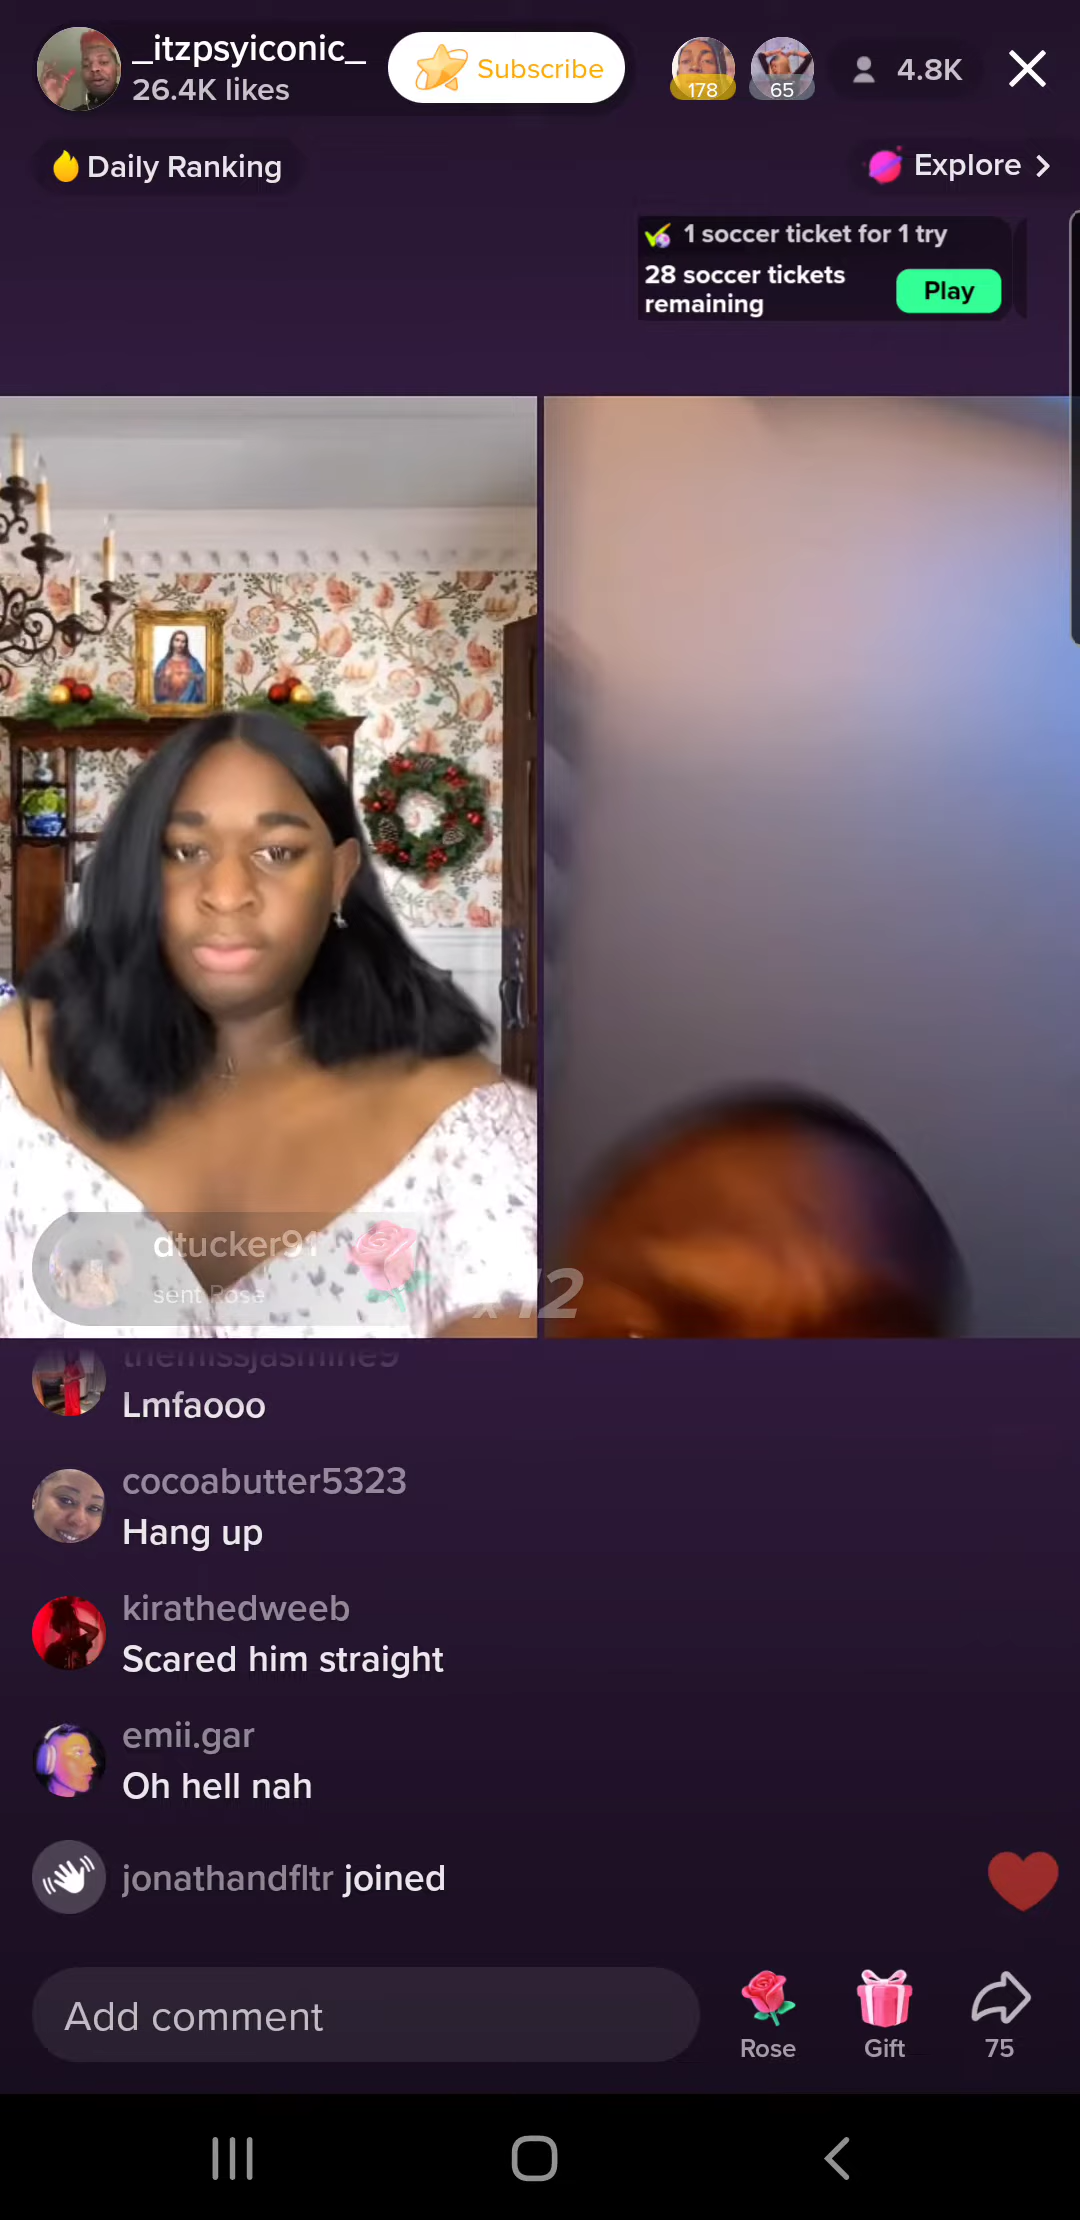 _itzpsyiconic_
26.4K likes
Subscribe
178
65
4.8K
Daily Ranking
Explore
1 soccer ticket for 1 try
28 soccer tickets
remaining
Play
dtucker91
sent Rose
x 12
themissjasmine9
Lmfaooo
cocoabutter5323
Hang up
kirathedweeb
Scared him straight
emii.gar
Oh hell nah
jonathandfltr joined
Add comment
Rose
Gift
75